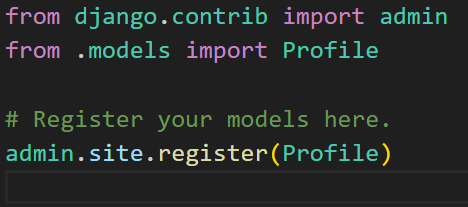 from django.contrib import admin
from .models import Profile
# Register your models here.
admin.site.register(Profile)